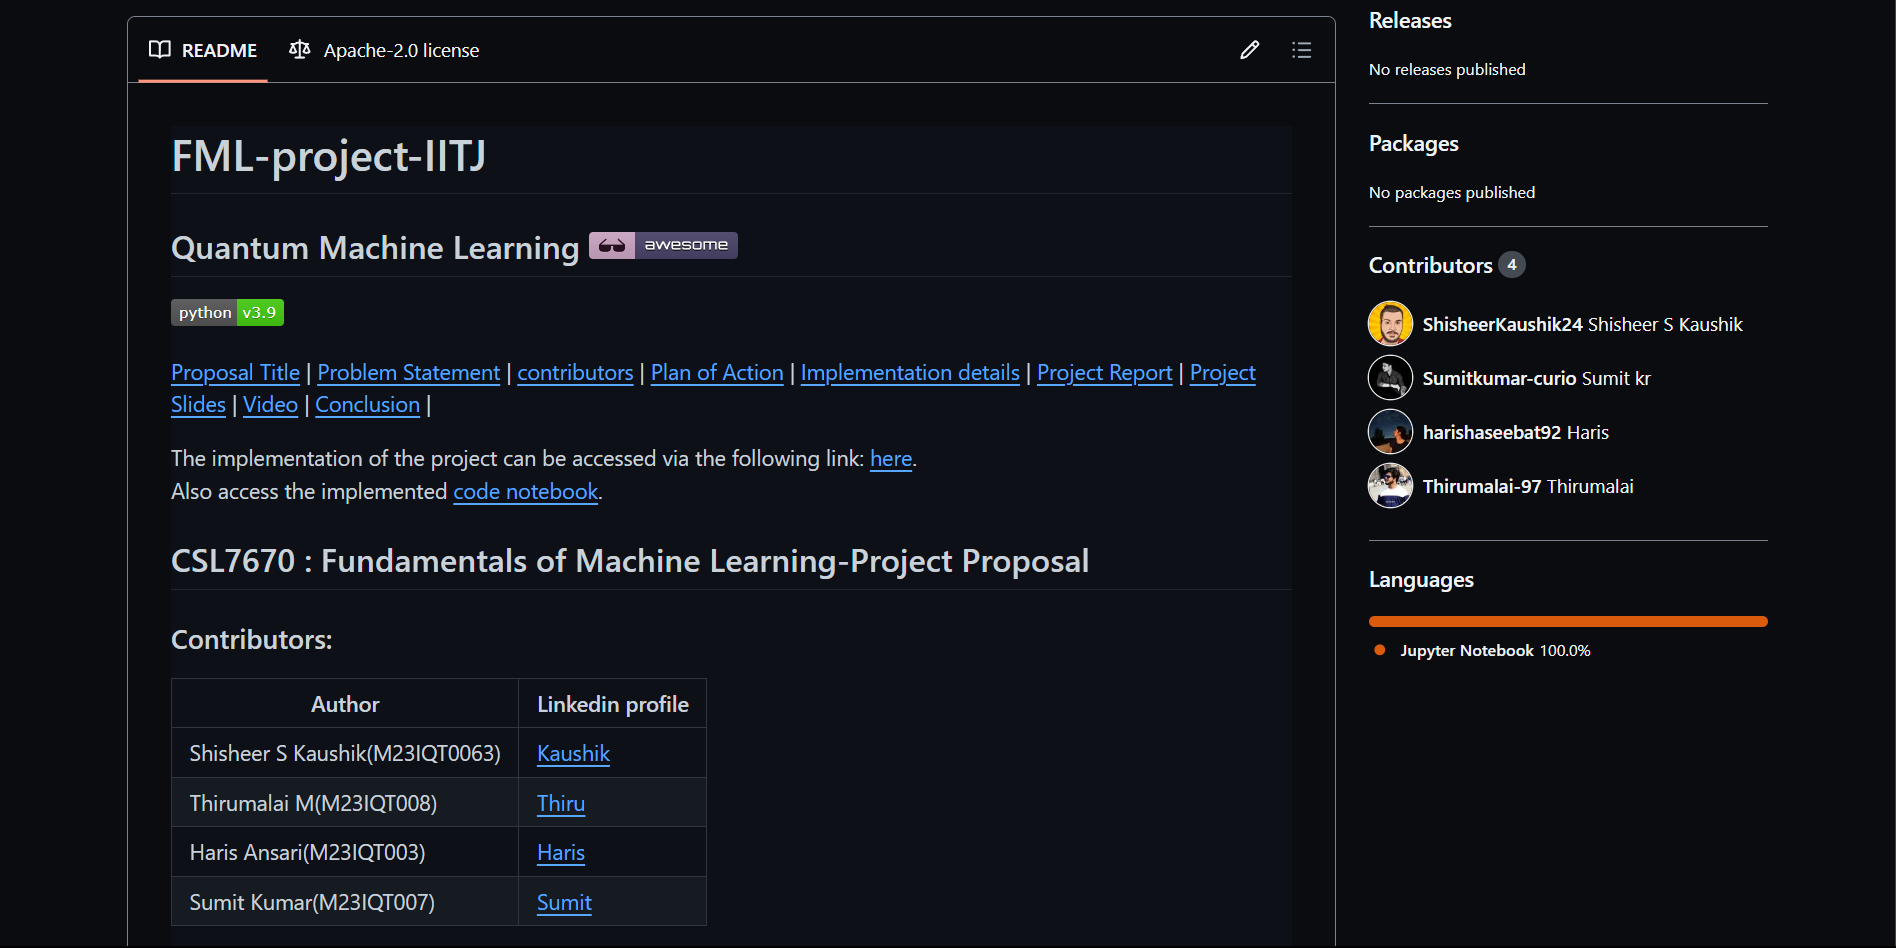 README Apache-2.0 license
FML-project-IITJ
Quantum Machine Learning awesome
python v3.9
Proposal Title | Problem Statement | contributors | Plan of Action | Implementation details | Project Report | Project
Slides | Video | Conclusion |
The implementation of the project can be accessed via the following link: here.
Also access the implemented code notebook.
CSL7670 : Fundamentals of Machine Learning-Project Proposal
Contributors:
Author Linkedin profile
Shisheer S Kaushik(M23IQT0063) Kaushik
Thirumalai M(M23IQT008) Thiru
Haris Ansari(M23IQT003) Haris
Sumit Kumar(M23IQT007) Sumit
Releases
No releases published
Packages
No packages published
Contributors 4
ShisheerKaushik24 Shisheer S Kaushik
Sumitkumar-curio Sumit kr
harishaseebat92 Haris
Thirumalai-97 Thirumalai
Languages
Jupyter Notebook 100.0%